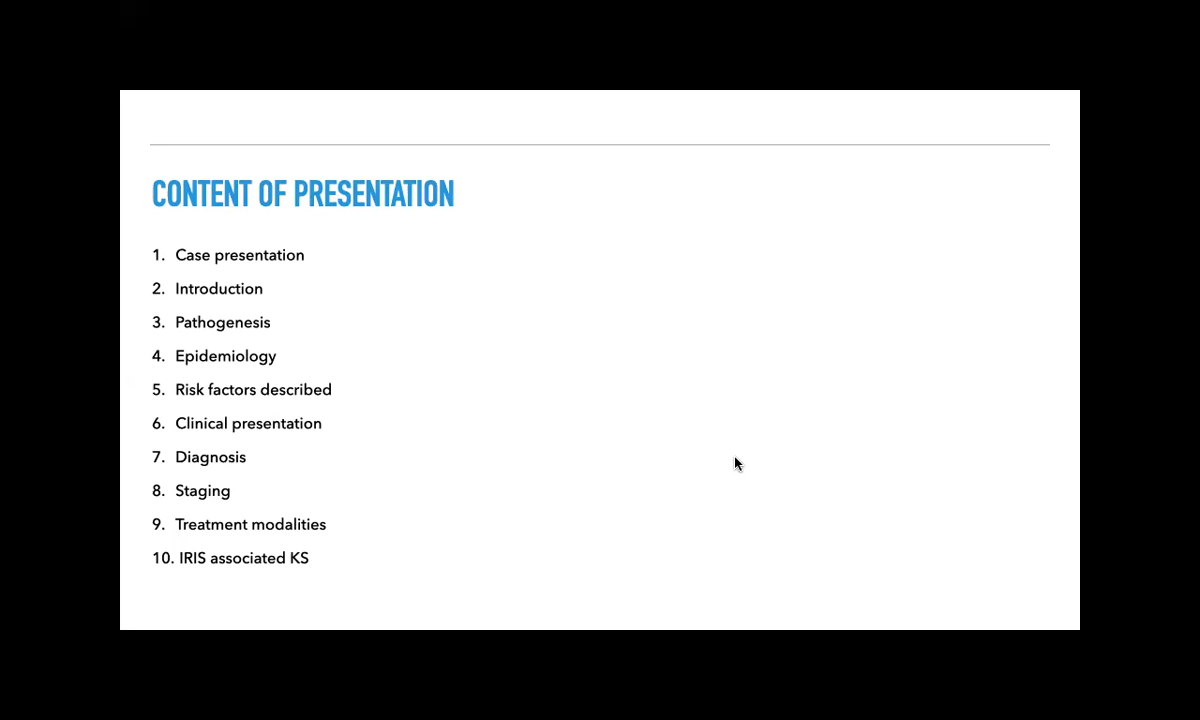 CONTENT OF PRESENTATION
1. Case presentation
2. Introduction
3. Pathogenesis
4. Epidemiology
5. Risk factors described
6. Clinical presentation
7. Diagnosis
8. Staging
9. Treatment modalities
10. IRIS associated KS